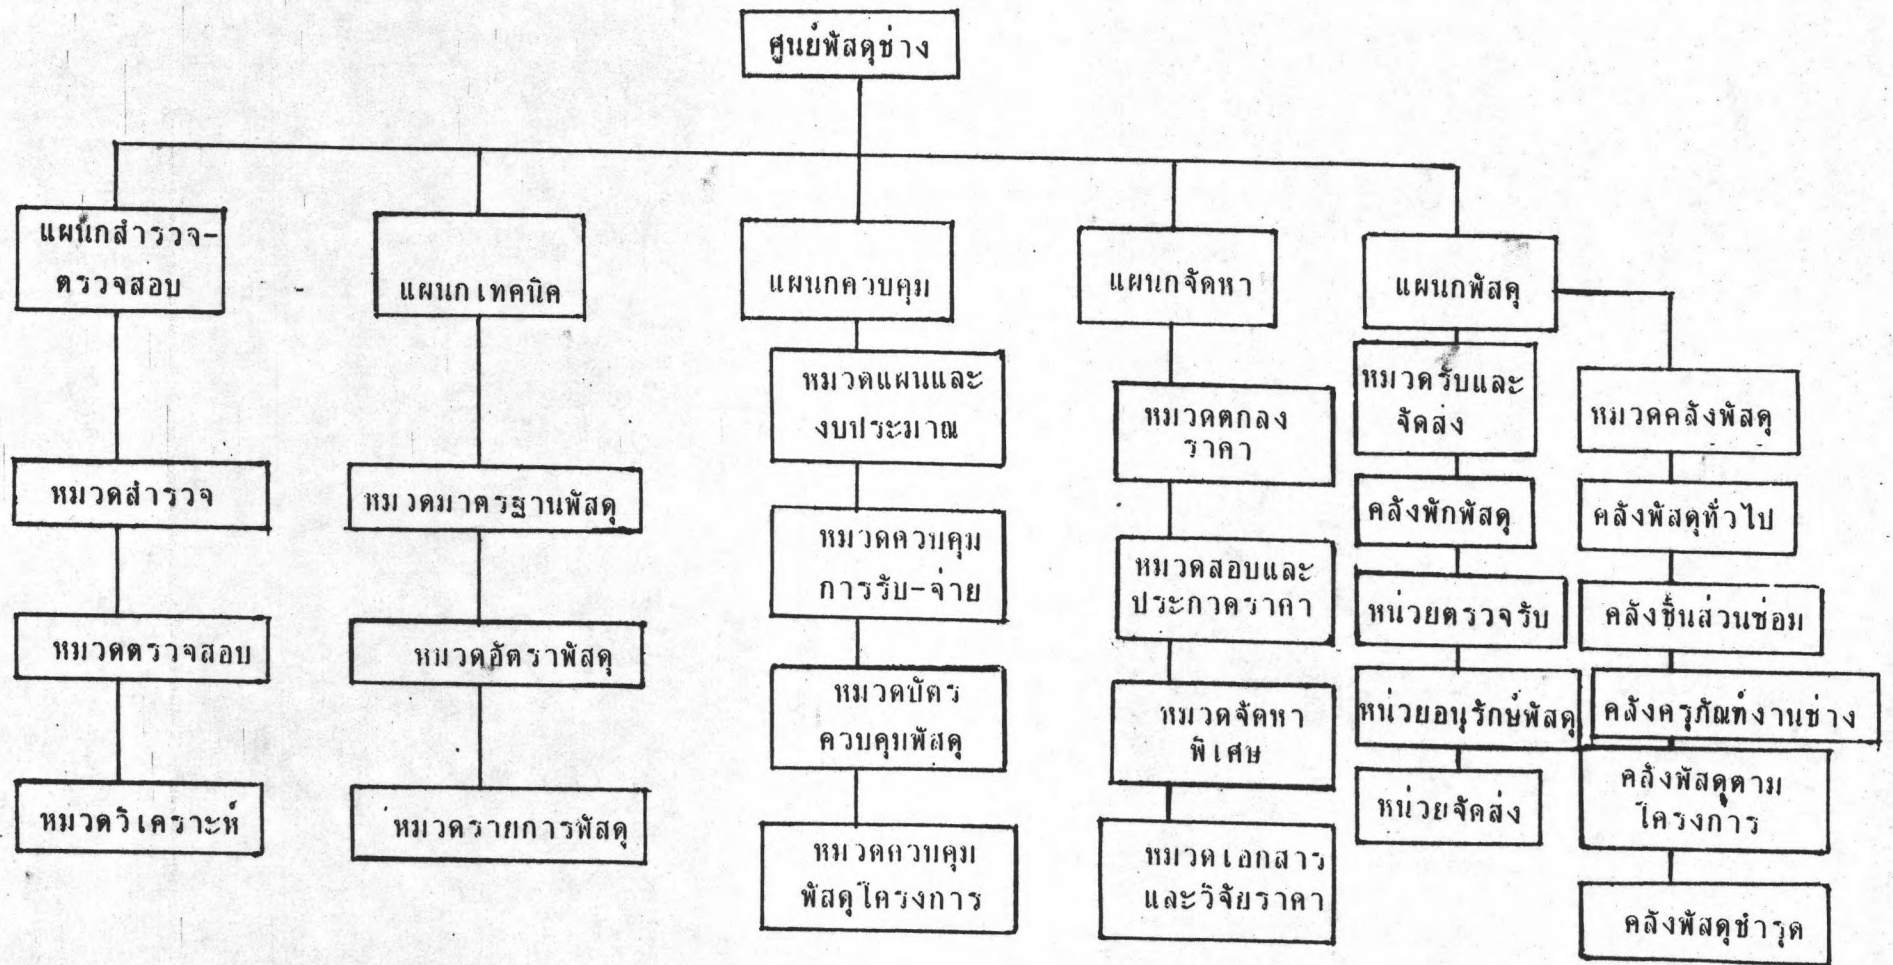 ศูนย์พัสดุช่าง
แผนกสำรวจ-
ตรวจสอบ
หมวดสำรวจ
หมวดตรวจสอบ
หมวดวิเคราะห์
แผนกเทคนิค
หมวดมาตรฐานพัสดุ
หมวดอัตราพัสดุ
หมวดรายการพัสดุ
แผนกควบคุม
หมวดแผนและ
งบประมาณ
หมวดควบคุม
การรับ-จ่าย
หมวดบัตร
ควบคุมพัสดุ
หมวดควบคุม
พัสดุโครงการ
แผนกจัดหา
หมวดตกลง
ราคา
หมวดสอบและ
ประกาดราคา
หมวดจัดหา
พิเศษ
หมวดเอกสาร
และวิจัยราคา
แผนกพัสดุ
หมวดรับและ
จัดส่ง
คลังพักพัสดุ
หน่วยตรวจรับ
หน่วยอนุรักษ์พัสดุ
หน่วยจัดส่ง
หมวดคลังพัสดุ
คลังพัสดุทั่วไป
คลังชิ้นส่วนซ่อม
คลังครุภัณฑ์งานช่าง
คลังพัสดุตาม
โครงการ
คลังพัสดุชำรุด